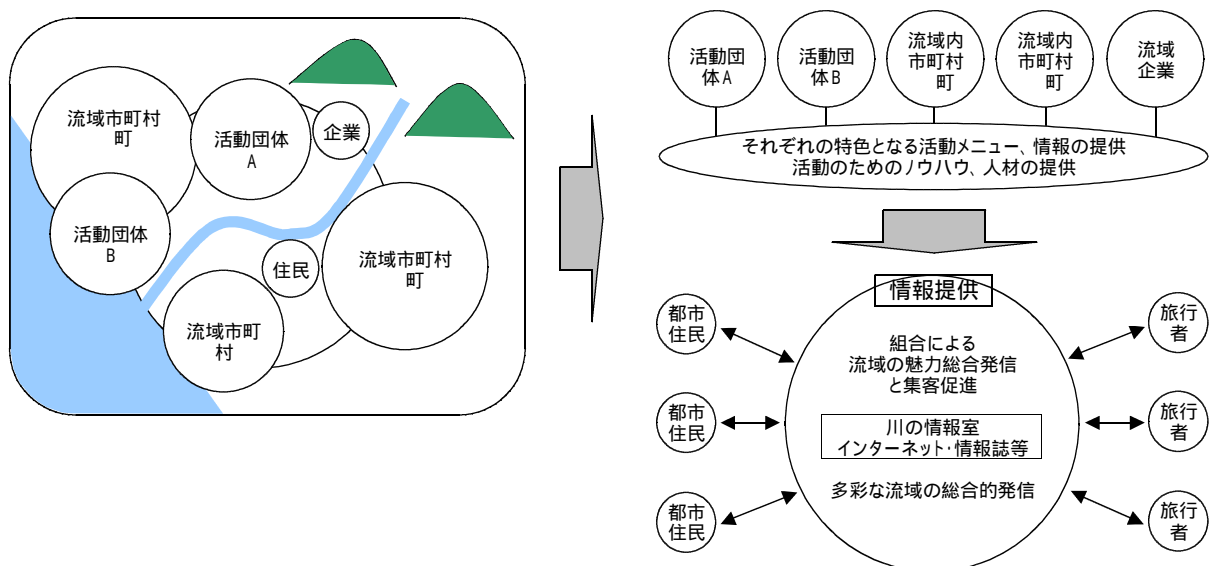 流域市町村
町
活動団体
A
企業
活動団体
B
住民
流域市町村
町
流域市町
村
活動団
体A
活動団
体B
流域内
市町村
町
流域内
市町村
町
流域
企業
それぞれの特色となる活動メニュー、情報の提供
活動のためのノウハウ、人材の提供
情報提供
組合による
流域の魅力総合発信
と集客促進
川の情報室
インターネット・情報誌等
多彩な流域の総合的発信
都市
住民
都市
住民
都市
住民
旅行
者
旅行
者
旅行
者